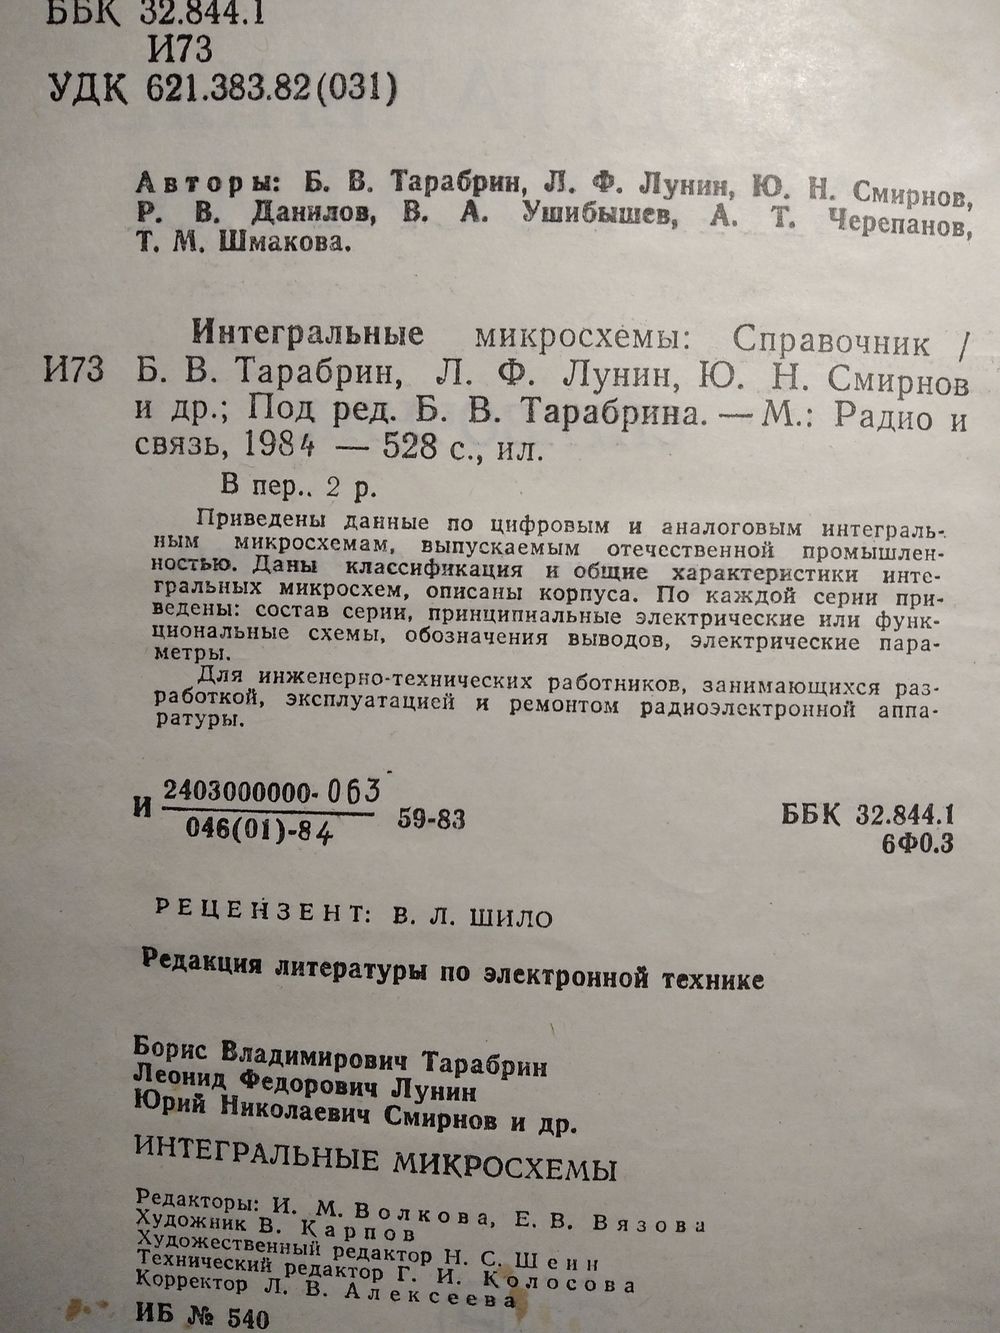 ББК 32.844.1
И73
УДК 621.383.82(031)
Авторы: Б. В. Тарабрин, Л. Ф. Лунин, Ю. Н. Смирнов,
Р. В. Данилов, В. А. Ушибышев, А. Т. Черепанов,
Т. М. Шмакова.
Интегральные микросхемы: Справочник /
И73 Б. В. Тарабрин, Л. Ф. Лунин, Ю. Н. Смирнов
и др.; Под ред. Б. В. Тарабрина. — М.: Радио и
связь, 1984 — 528 с., ил.
В пер.. 2 р.
Приведены данные по цифровым и аналоговым интеграль-
ным микросхемам, выпускаемым отечественной промышлен-
ностью. Даны классификация и общие характеристики инте-
гральных микросхем, описаны корпуса. По каждой серии при-
ведены: состав серии, принципиальные электрические или функ-
циональные схемы, обозначения выводов, электрические пара-
метры.
Для инженерно-технических работников, занимающихся раз-
работкой, эксплуатацией и ремонтом радиоэлектронной аппа-
ратуры.
И 2403000000-063
046(01)-84 59-83
ББК 32.844.1
6Ф0.3
РЕЦЕНЗЕНТ: В. Л. ШИЛО
Редакция литературы по электронной технике
Борис Владимирович Тарабрин
Леонид Федорович Лунин
Юрий Николаевич Смирнов и др.
ИНТЕГРАЛЬНЫЕ МИКРОСХЕМЫ
Редакторы: И. М. Волкова, Е. В. Вязова
Художник В. Карпов
Художественный редактор Н. С. Шеин
Технический редактор Г. И. Колосова
Корректор Л. В. Алексеева
ИБ № 540